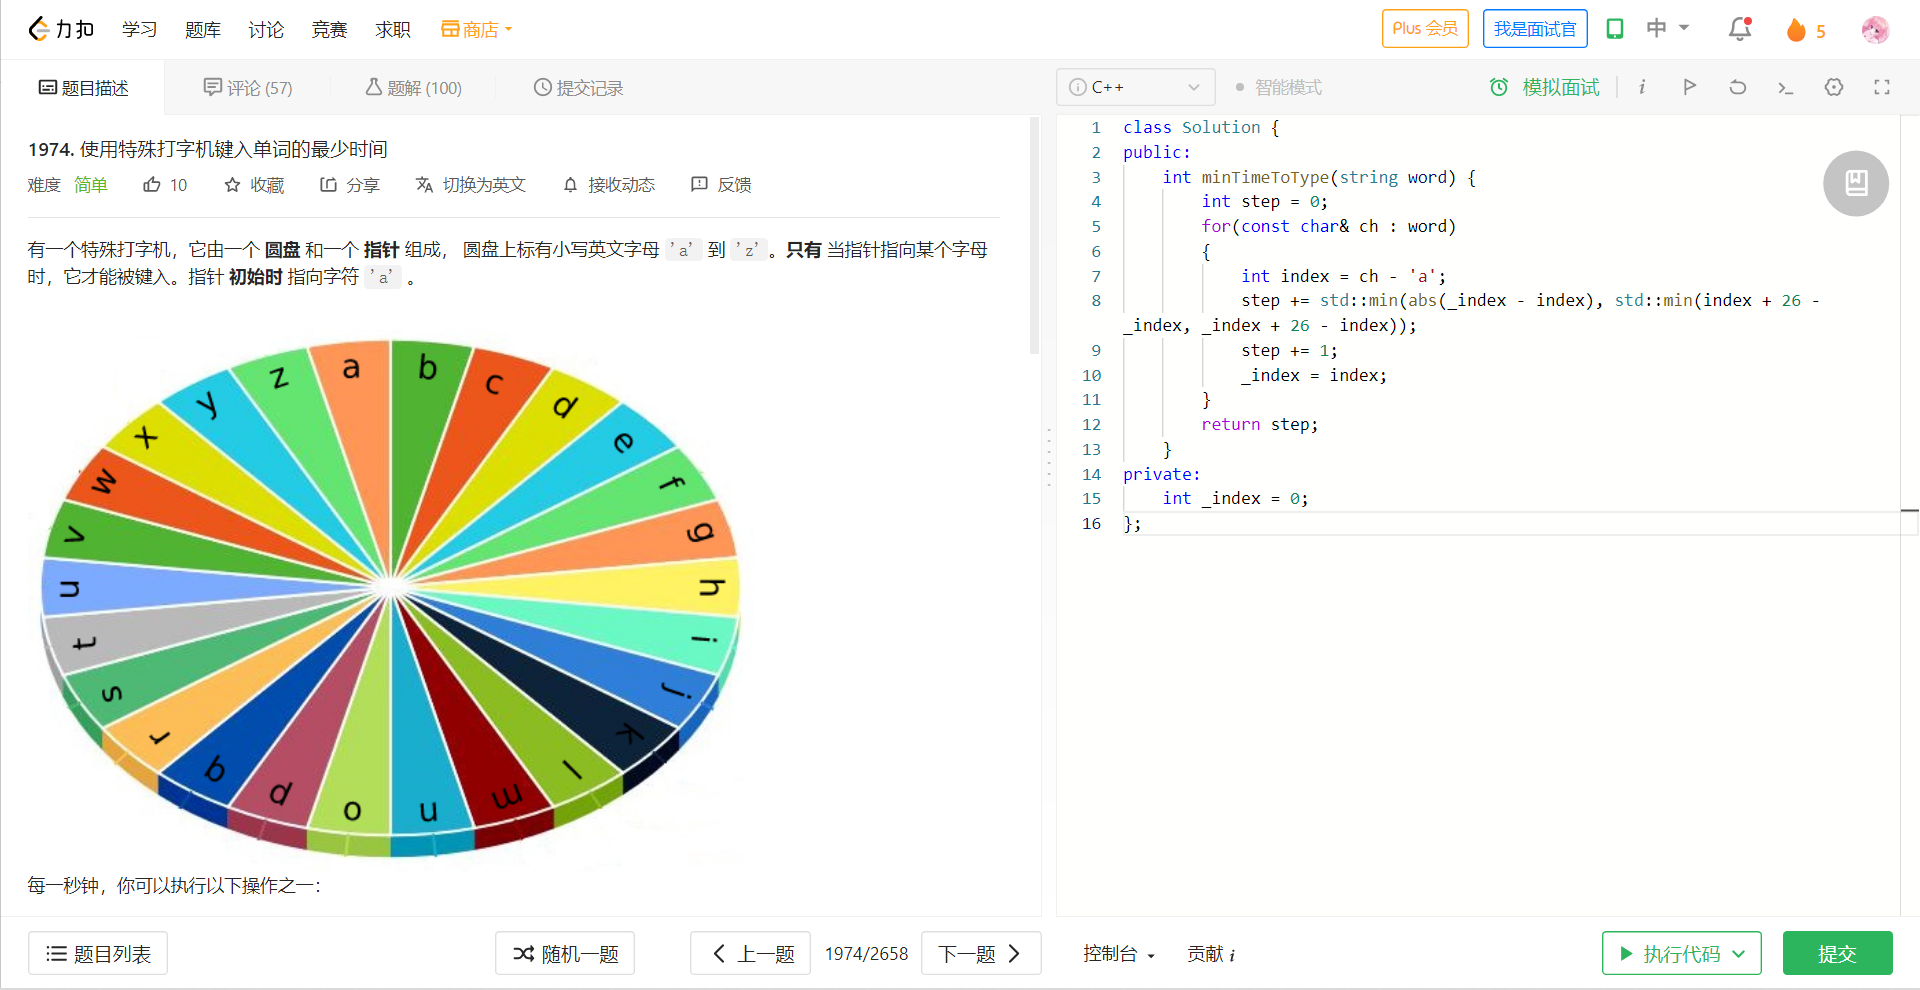 力扣 学习 题库 讨论 竞赛 求职 商店 Plus 会员 我是面试官 中 5
题目描述 评论 (57) 题解 (100) 提交记录
1974. 使用特殊打字机键入单词的最少时间
难度 简单 10 收藏 分享 切换为英文 接收动态 反馈
有一个特殊打字机，它由一个 圆盘 和一个 指针 组成， 圆盘上标有小写英文字母 'a' 到 'z'。只有 当指针指向某个字母
时，它才能被键入。指针 初始时 指向字符 'a' 。
a
b
c
d
e
f
g
h
i
j
k
l
m
n
o
p
q
r
s
t
u
v
w
x
y
z
每一秒钟，你可以执行以下操作之一：
题目列表 随机一题 上一题 1974/2658 下一题
C++ 智能模式 模拟面试 i
1 class Solution {
2 public:
3 int minTimeToType(string word) {
4 int step = 0;
5 for(const char& ch : word)
6 {
7 int index = ch - 'a';
8 step += std::min(abs(_index - index), std::min(index + 26 -
_index, _index + 26 - index));
9 step += 1;
10 _index = index;
11 }
12 return step;
13 }
14 private:
15 int _index = 0;
16 };
控制台 贡献 i 执行代码 提交